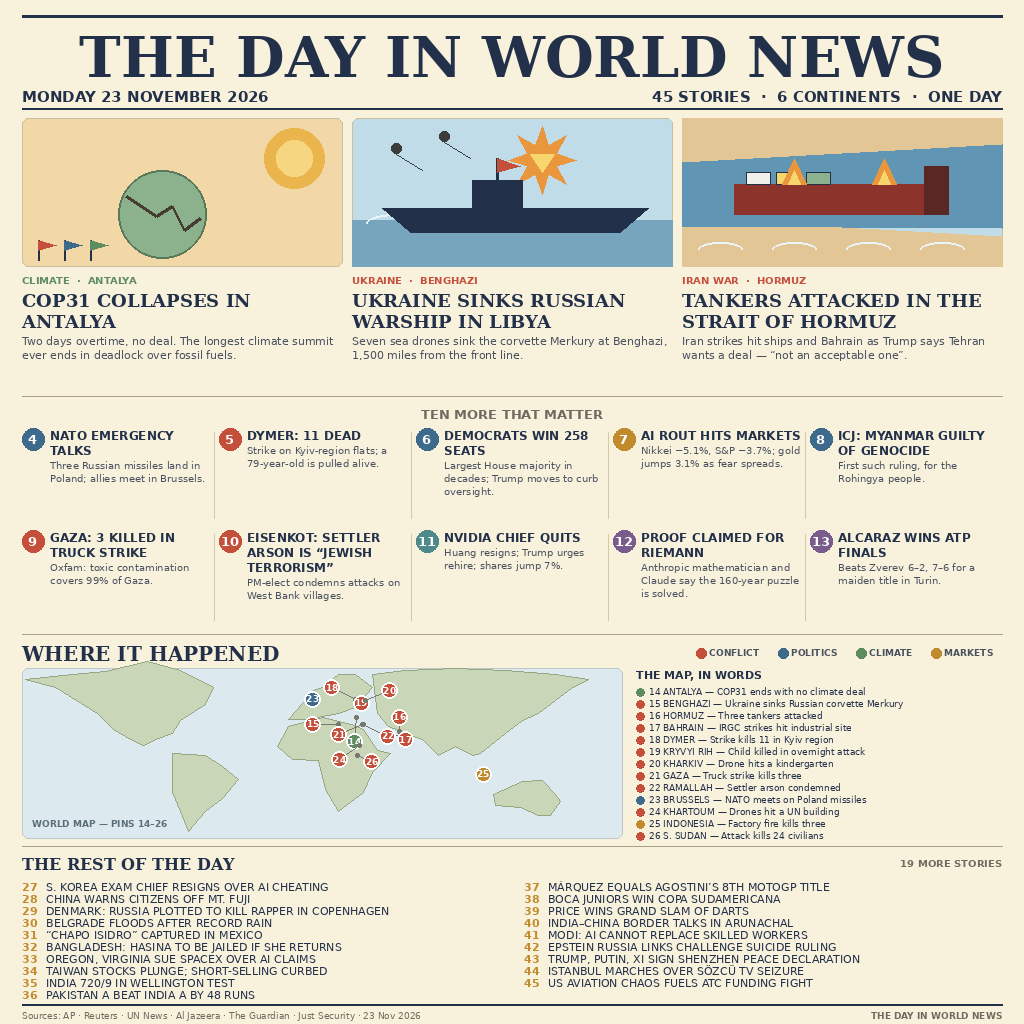 THE DAY IN WORLD NEWS
MONDAY 23 NOVEMBER 2026
45 STORIES · 6 CONTINENTS · ONE DAY
CLIMATE · ANTALYA
COP31 COLLAPSES IN
ANTALYA
Two days overtime, no deal. The longest climate summit
ever ends in deadlock over fossil fuels.
UKRAINE · BENGHAZI
UKRAINE SINKS RUSSIAN
WARSHIP IN LIBYA
Seven sea drones sink the corvette Merkury at Benghazi,
1,500 miles from the front line.
IRAN WAR · HORMUZ
TANKERS ATTACKED IN THE
STRAIT OF HORMUZ
Iran strikes hit ships and Bahrain as Trump says Tehran
wants a deal — “not an acceptable one”.
TEN MORE THAT MATTER
4 NATO EMERGENCY
TALKS
Three Russian missiles land in
Poland; allies meet in Brussels.
5 DYMER: 11 DEAD
Strike on Kyiv-region flats; a
79-year-old is pulled alive.
6 DEMOCRATS WIN 258
SEATS
Largest House majority in
decades; Trump moves to curb
oversight.
7 AI ROUT HITS MARKETS
Nikkei −5.1%, S&P −3.7%; gold
jumps 3.1% as fear spreads.
8 ICJ: MYANMAR GUILTY
OF GENOCIDE
First such ruling, for the
Rohingya people.
9 GAZA: 3 KILLED IN
TRUCK STRIKE
Oxfam: toxic contamination
covers 99% of Gaza.
10 EISENKOT: SETTLER
ARSON IS “JEWISH
TERRORISM”
PM-elect condemns attacks on
West Bank villages.
11 NVIDIA CHIEF QUITS
Huang resigns; Trump urges
rehire; shares jump 7%.
12 PROOF CLAIMED FOR
RIEMANN
Anthropic mathematician and
Claude say the 160-year puzzle
is solved.
13 ALCARAZ WINS ATP
FINALS
Beats Zverev 6–2, 7–6 for a
maiden title in Turin.
WHERE IT HAPPENED
CONFLICT
POLITICS
CLIMATE
MARKETS
18
20
23
19
15
16
21
14
22
17
24
26
25
WORLD MAP — PINS 14–26
THE MAP, IN WORDS
14 ANTALYA — COP31 ends with no climate deal
15 BENGHAZI — Ukraine sinks Russian corvette Merkury
16 HORMUZ — Three tankers attacked
17 BAHRAIN — IRGC strikes hit industrial site
18 DYMER — Strike kills 11 in Kyiv region
19 KRYVYI RIH — Child killed in overnight attack
20 KHARKIV — Drone hits a kindergarten
21 GAZA — Truck strike kills three
22 RAMALLAH — Settler arson condemned
23 BRUSSELS — NATO meets on Poland missiles
24 KHARTOUM — Drones hit a UN building
25 INDONESIA — Factory fire kills three
26 S. SUDAN — Attack kills 24 civilians
THE REST OF THE DAY
19 MORE STORIES
27 S. KOREA EXAM CHIEF RESIGNS OVER AI CHEATING
28 CHINA WARNS CITIZENS OFF MT. FUJI
29 DENMARK: RUSSIA PLOTTED TO KILL RAPPER IN COPENHAGEN
30 BELGRADE FLOODS AFTER RECORD RAIN
31 “CHAPO ISIDRO” CAPTURED IN MEXICO
32 BANGLADESH: HASINA TO BE JAILED IF SHE RETURNS
33 OREGON, VIRGINIA SUE SPACEX OVER AI CLAIMS
34 TAIWAN STOCKS PLUNGE; SHORT-SELLING CURBED
35 INDIA 720/9 IN WELLINGTON TEST
36 PAKISTAN A BEAT INDIA A BY 48 RUNS
37 MÁRQUEZ EQUALS AGOSTINI’S 8TH MOTOGP TITLE
38 BOCA JUNIORS WIN COPA SUDAMERICANA
39 PRICE WINS GRAND SLAM OF DARTS
40 INDIA–CHINA BORDER TALKS IN ARUNACHAL
41 MODI: AI CANNOT REPLACE SKILLED WORKERS
42 EPSTEIN RUSSIA LINKS CHALLENGE SUICIDE RULING
43 TRUMP, PUTIN, XI SIGN SHENZHEN PEACE DECLARATION
44 ISTANBUL MARCHES OVER SÖZCÜ TV SEIZURE
45 US AVIATION CHAOS FUELS ATC FUNDING FIGHT
Sources: AP · Reuters · UN News · Al Jazeera · The Guardian · Just Security · 23 Nov 2026
THE DAY IN WORLD NEWS